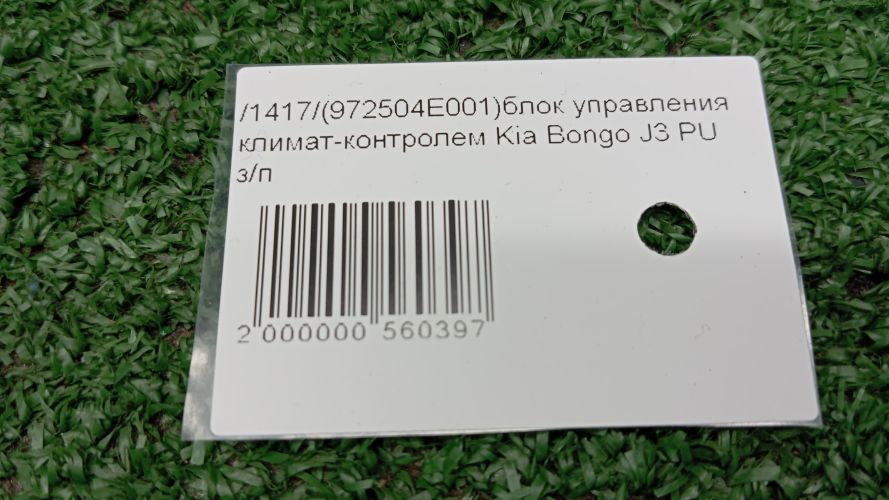 /1417/(972504E001)блок управления
климат-контролем Kia Bongo J3 PU
з/п
2 000000 560397